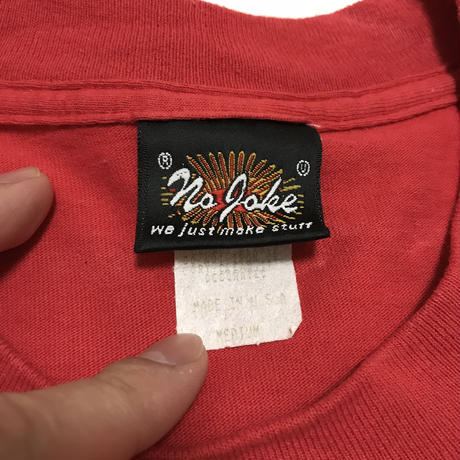 ® U
No Joke
We just make stuff
MADE IN U.S.A
MEDIUM